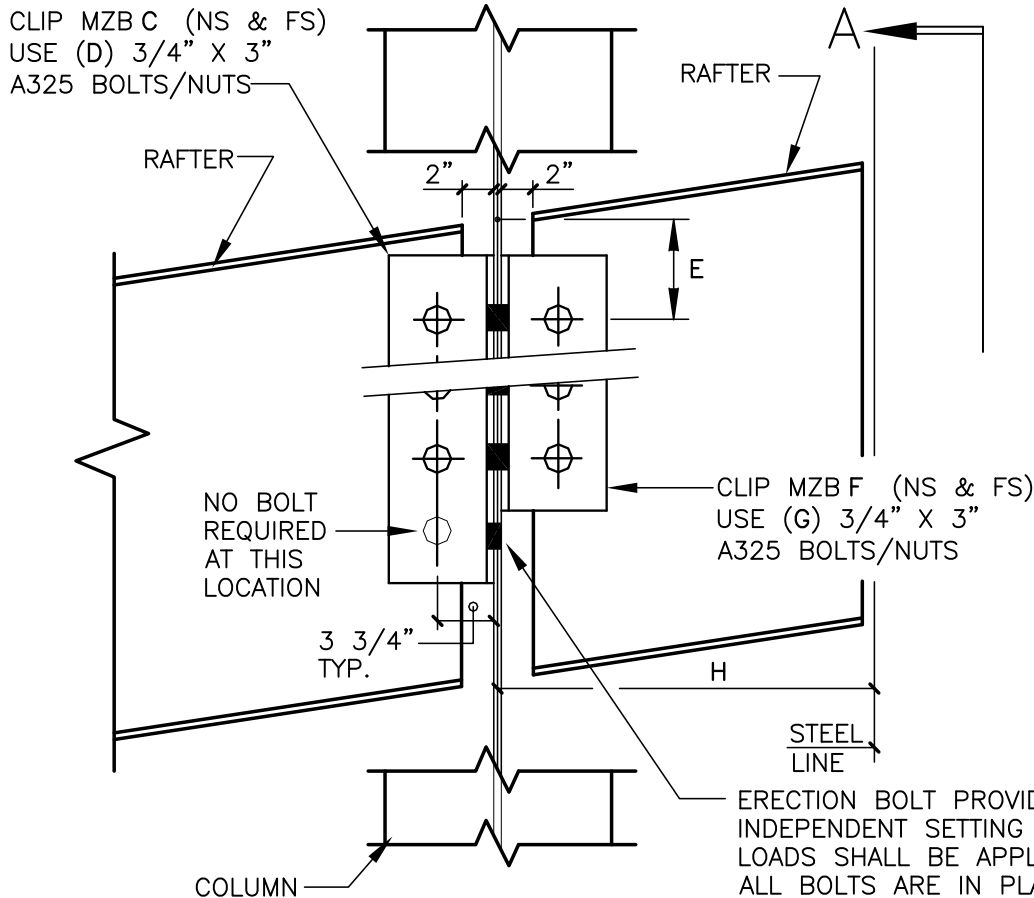 CLIP MZB C (NS & FS)
USE (D) 3/4" X 3"
A325 BOLTS/NUTS
A
RAFTER
RAFTER
2"
2"
E
NO BOLT
REQUIRED
AT THIS
LOCATION
CLIP MZB F (NS & FS)
USE (G) 3/4" X 3"
A325 BOLTS/NUTS
3 3/4"
TYP.
H
STEEL
LINE
ERECTION BOLT PROVID
INDEPENDENT SETTING
LOADS SHALL BE APPL
ALL BOLTS ARE IN PLA
COLUMN